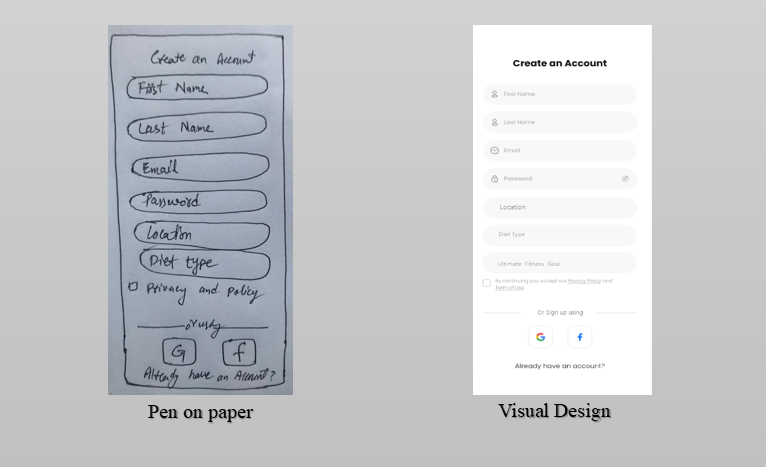 Create an Account
First Name
Last Name
Email
Password
Location
Diet type
Privacy and policy
G
f
Already have an Account?
Pen on paper
Create an Account
First Name
Last Name
Email
Password
Location
Diet Type
Ultimate Fitness Goal
By continuing you accept our Privacy Policy and
Term of Use
Or Sign up using
G
f
Already have an account?
Visual Design